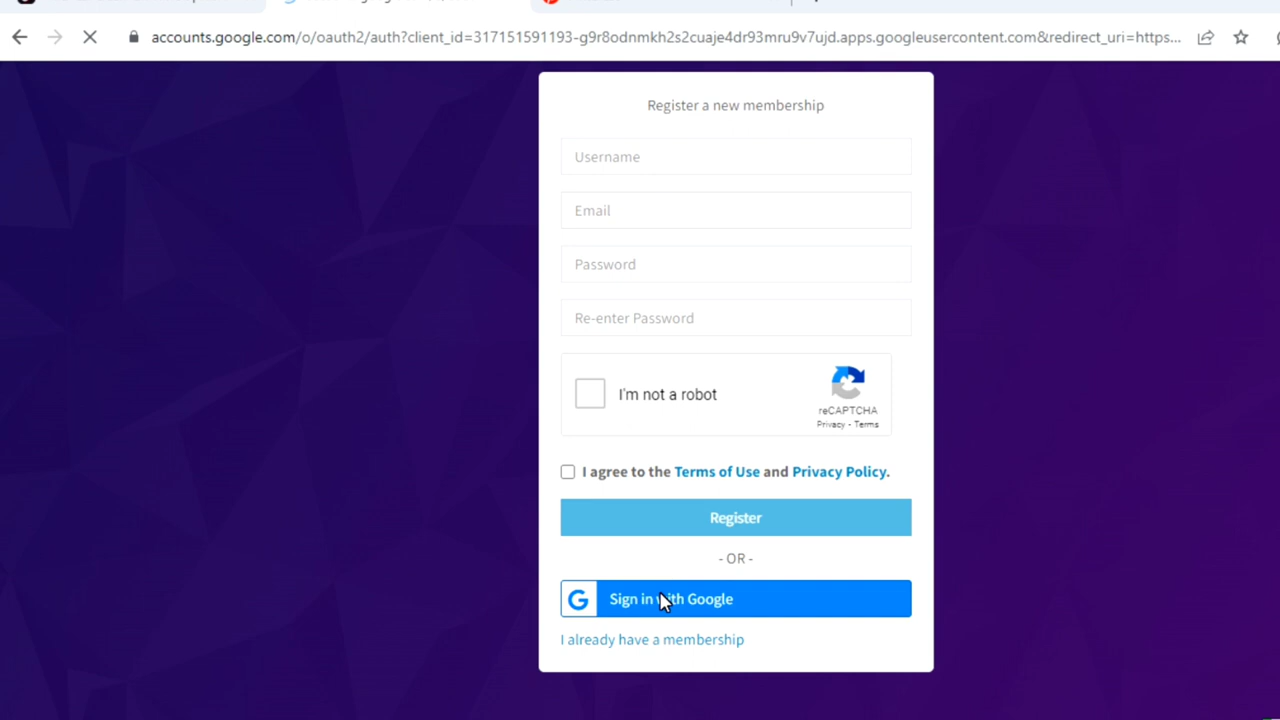 accounts.google.com/o/oauth2/auth?client_id=317151591193-g9r8odnmkh2s2cuaje4dr93mru9v7ujd.apps.googleusercontent.com&redirect_uri=https...
Register a new membership
Username
Email
Password
Re-enter Password
I'm not a robot
reCAPTCHA
Privacy - Terms
I agree to the Terms of Use and Privacy Policy.
Register
- OR -
Sign in with Google
I already have a membership